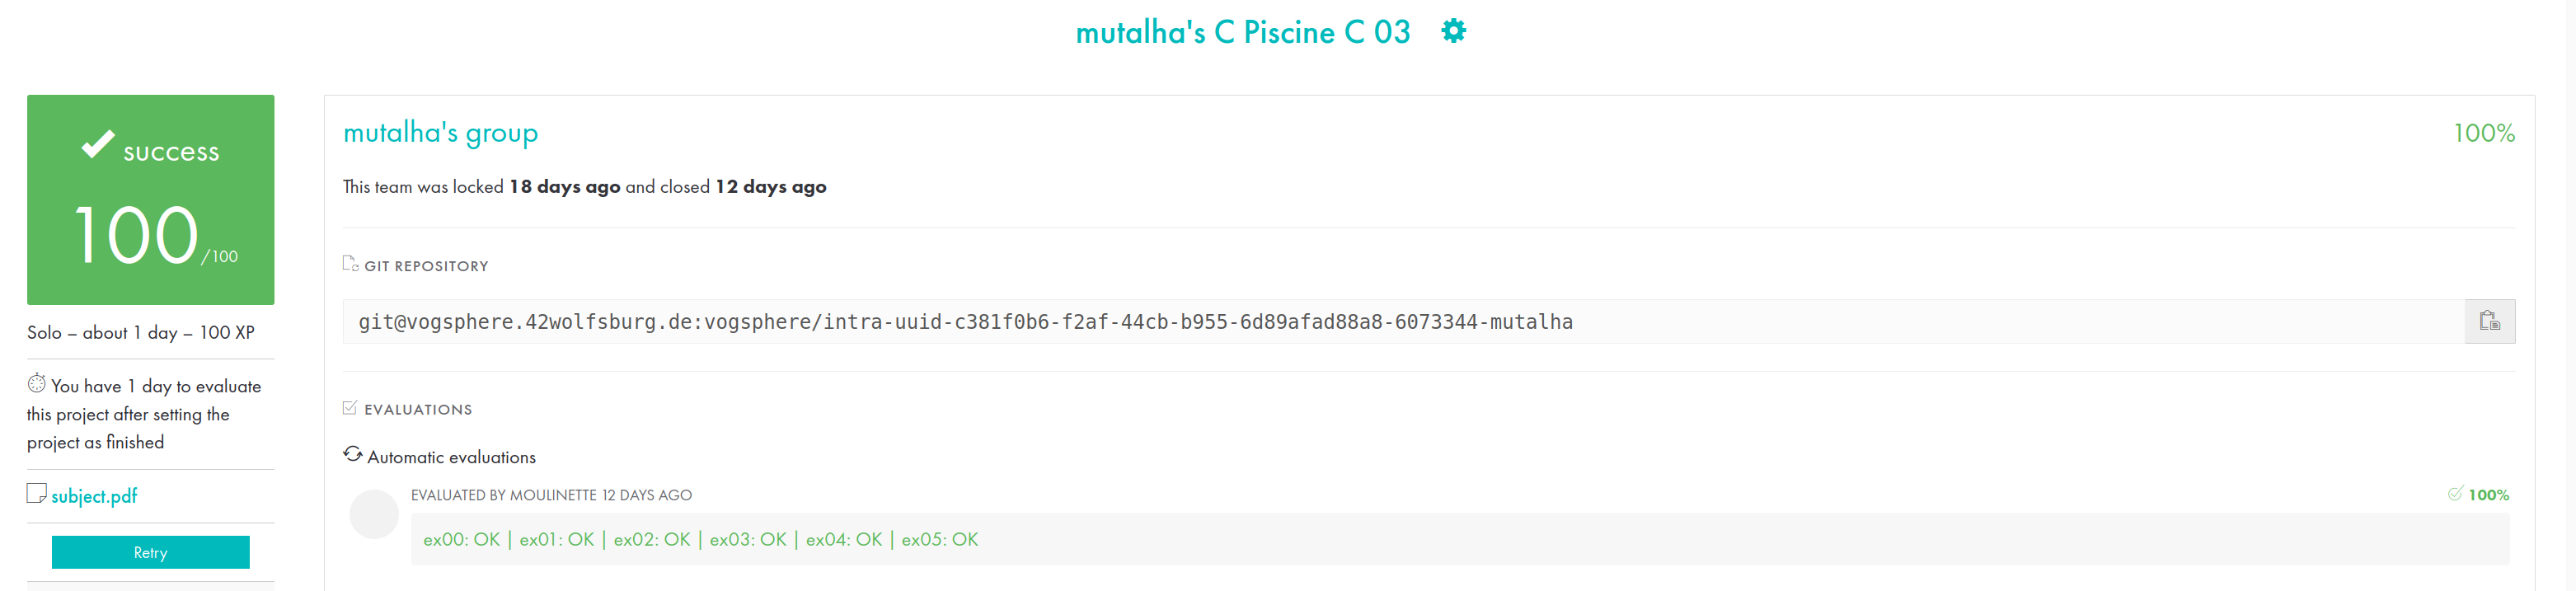 mutalha's C Piscine C 03
success
100/100
Solo – about 1 day – 100 XP
You have 1 day to evaluate
this project after setting the
project as finished
subject.pdf
Retry
mutalha's group
100%
This team was locked 18 days ago and closed 12 days ago
GIT REPOSITORY
git@vogsphere.42wolfsburg.de:vogsphere/intra-uuid-c381f0b6-f2af-44cb-b955-6d89afad88a8-6073344-mutalha
EVALUATIONS
Automatic evaluations
EVALUATED BY MOULINETTE 12 DAYS AGO
100%
ex00: OK | ex01: OK | ex02: OK | ex03: OK | ex04: OK | ex05: OK